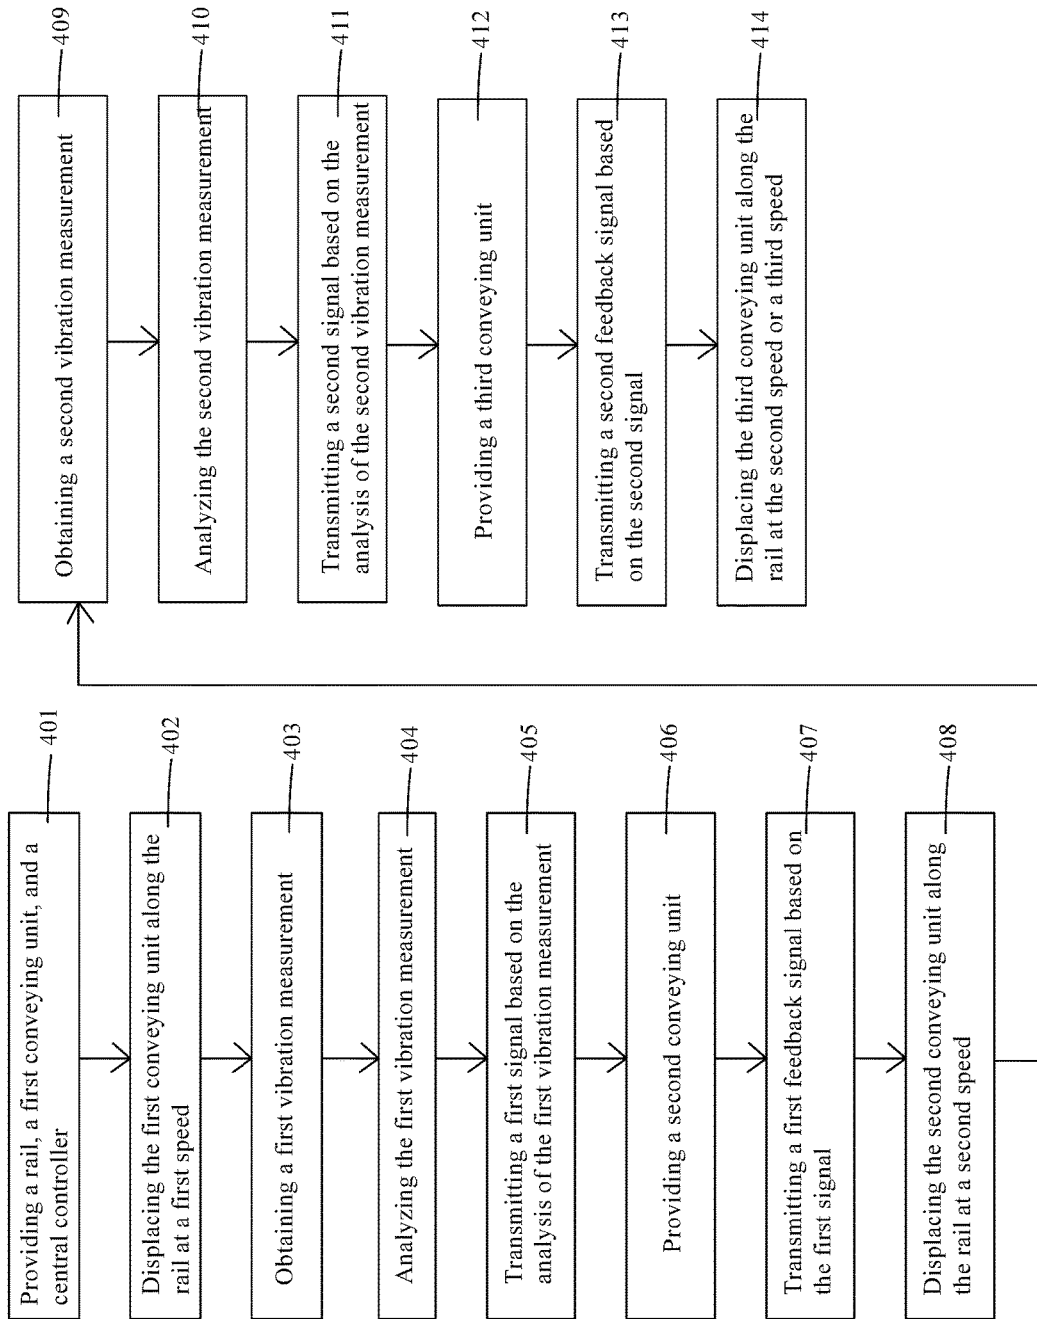 Providing a rail, a first conveying unit, and a
central controller
401
Displacing the first conveying unit along the
rail at a first speed
402
Obtaining a first vibration measurement
403
Analyzing the first vibration measurement
404
Transmitting a first signal based on the
analysis of the first vibration measurement
405
Providing a second conveying unit
406
Transmitting a first feedback signal based on
the first signal
407
Displacing the second conveying unit along
the rail at a second speed
408
Obtaining a second vibration measurement
409
Analyzing the second vibration measurement
410
Transmitting a second signal based on the
analysis of the second vibration measurement
411
Providing a third conveying unit
412
Transmitting a second feedback signal based
on the second signal
413
Displacing the third conveying unit along the
rail at the second speed or a third speed
414